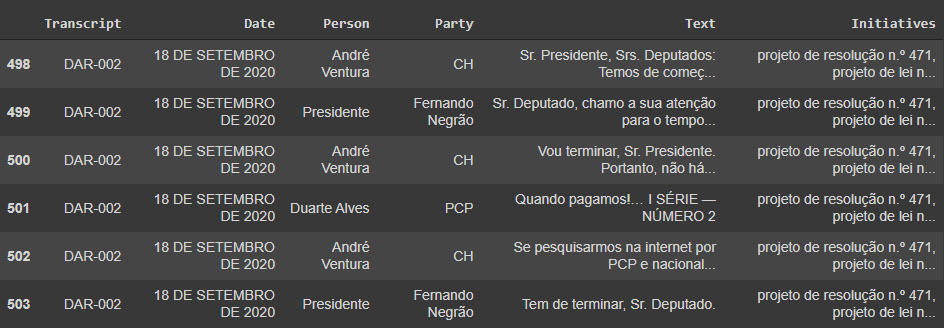 Transcript Date Person Party Text Initiatives
498 DAR-002 18 DE SETEMBRO André CH Sr. Presidente, Srs. Deputados: projeto de resolução n.º 471,
DE 2020 Ventura Temos de começ... projeto de lei n...
499 DAR-002 18 DE SETEMBRO Presidente Fernando Sr. Deputado, chamo a sua atenção projeto de resolução n.º 471,
DE 2020 Negrão para o tempo... projeto de lei n...
500 DAR-002 18 DE SETEMBRO André CH Vou terminar, Sr. Presidente. projeto de resolução n.º 471,
DE 2020 Ventura Portanto, não há... projeto de lei n...
501 DAR-002 18 DE SETEMBRO Duarte Alves PCP Quando pagamos!… I SÉRIE — projeto de resolução n.º 471,
DE 2020 NÚMERO 2 projeto de lei n...
502 DAR-002 18 DE SETEMBRO André CH Se pesquisarmos na internet por projeto de resolução n.º 471,
DE 2020 Ventura PCP e nacional... projeto de lei n...
503 DAR-002 18 DE SETEMBRO Presidente Fernando Tem de terminar, Sr. Deputado. projeto de resolução n.º 471,
DE 2020 Negrão projeto de lei n...